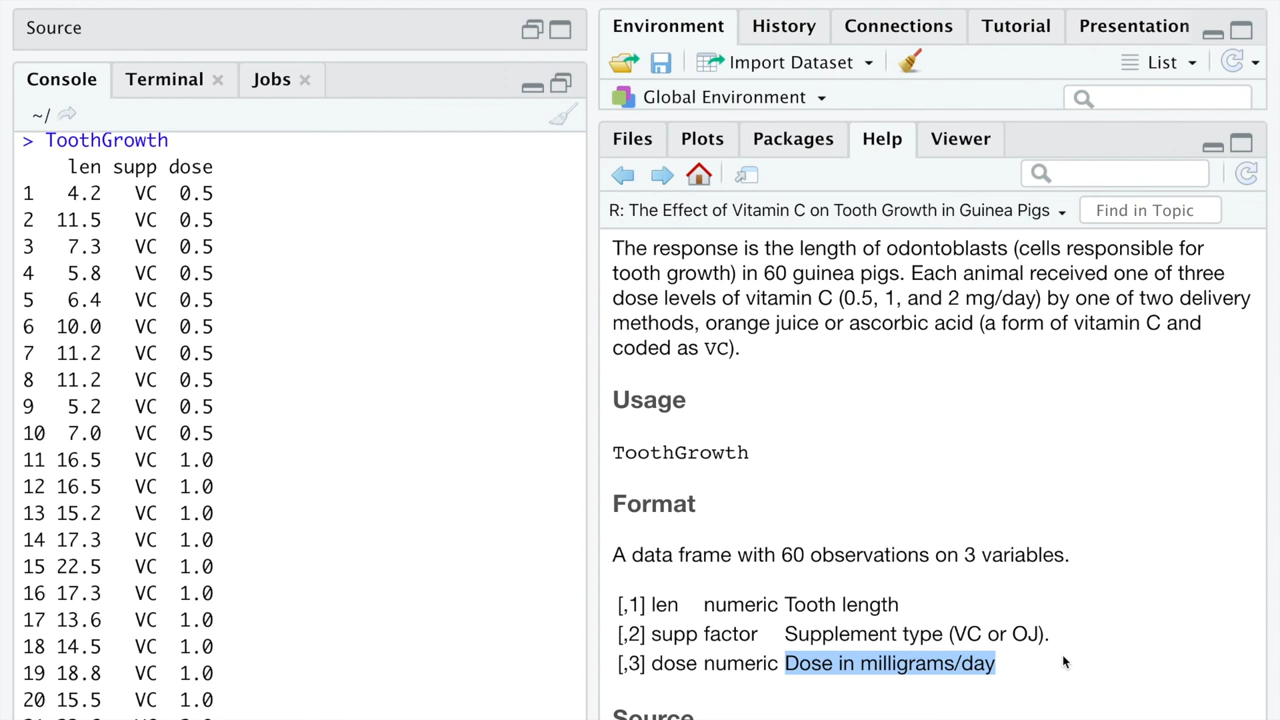 Source
Console
Terminal
Jobs
~/
> ToothGrowth
len supp dose
1 4.2 VC 0.5
2 11.5 VC 0.5
3 7.3 VC 0.5
4 5.8 VC 0.5
5 6.4 VC 0.5
6 10.0 VC 0.5
7 11.2 VC 0.5
8 11.2 VC 0.5
9 5.2 VC 0.5
10 7.0 VC 0.5
11 16.5 VC 1.0
12 16.5 VC 1.0
13 15.2 VC 1.0
14 17.3 VC 1.0
15 22.5 VC 1.0
16 17.3 VC 1.0
17 13.6 VC 1.0
18 14.5 VC 1.0
19 18.8 VC 1.0
20 15.5 VC 1.0
Environment History Connections Tutorial Presentation
Import Dataset List
Global Environment
Files Plots Packages Help Viewer
R: The Effect of Vitamin C on Tooth Growth in Guinea Pigs Find in Topic
The response is the length of odontoblasts (cells responsible for
tooth growth) in 60 guinea pigs. Each animal received one of three
dose levels of vitamin C (0.5, 1, and 2 mg/day) by one of two delivery
methods, orange juice or ascorbic acid (a form of vitamin C and
coded as VC).
Usage
ToothGrowth
Format
A data frame with 60 observations on 3 variables.
[,1] len numeric Tooth length
[,2] supp factor Supplement type (VC or OJ).
[,3] dose numeric Dose in milligrams/day
Source